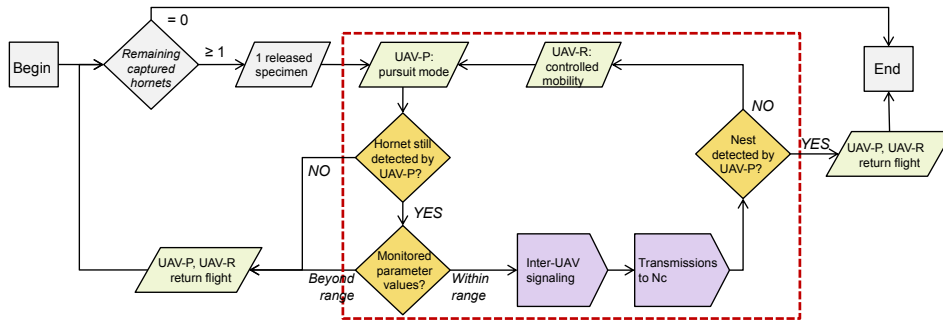 = 0
Begin
Remaining
captured
hornets
≥ 1
1 released
specimen
UAV-P:
pursuit mode
UAV-R:
controlled
mobility
End
Hornet still
detected by
UAV-P?
NO
YES
Nest
detected by
UAV-P?
NO
YES
UAV-P, UAV-R
return flight
UAV-P, UAV-R
return flight
Beyond
range
Monitored
parameter
values?
Within
range
Inter-UAV
signaling
Transmissions
to Nc